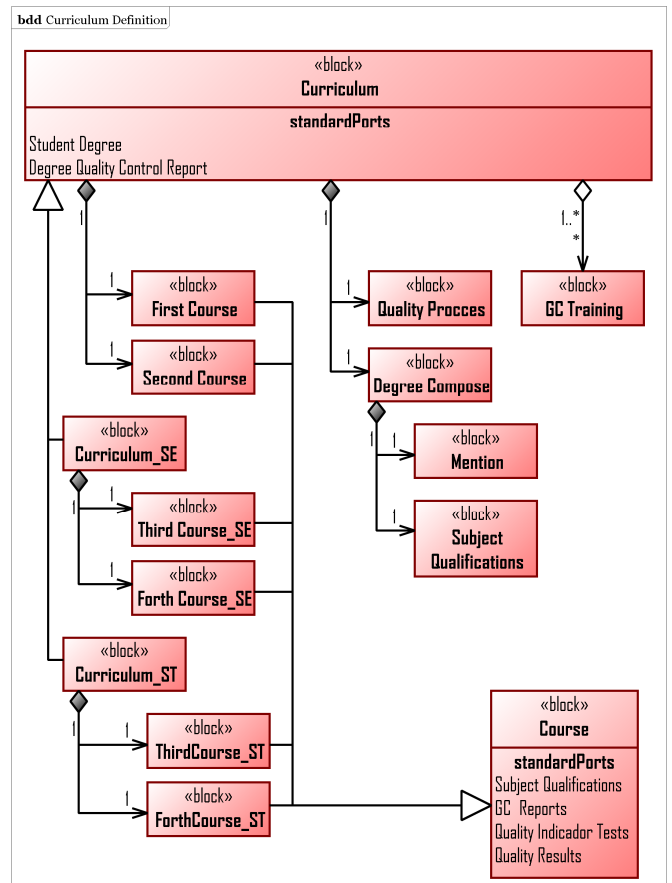 bdd Curriculum Definition
«block»
Curriculum
standardPorts
Student Degree
Degree Quality Control Report
1
1
1..*
*
1
«block»
First Course
1
«block»
Quality Procces
«block»
GC Training
1
«block»
Second Course
1
«block»
Degree Compose
«block»
Curriculum_SE
1
1
«block»
Mention
1
1
«block»
Third Course_SE
1
«block»
Subject
Qualifications
1
«block»
Forth Course_SE
«block»
Curriculum_ST
1
1
«block»
ThirdCourse_ST
1
«block»
ForthCourse_ST
«block»
Course
standardPorts
Subject Qualifications
GC Reports
Quality Indicador Tests
Quality Results